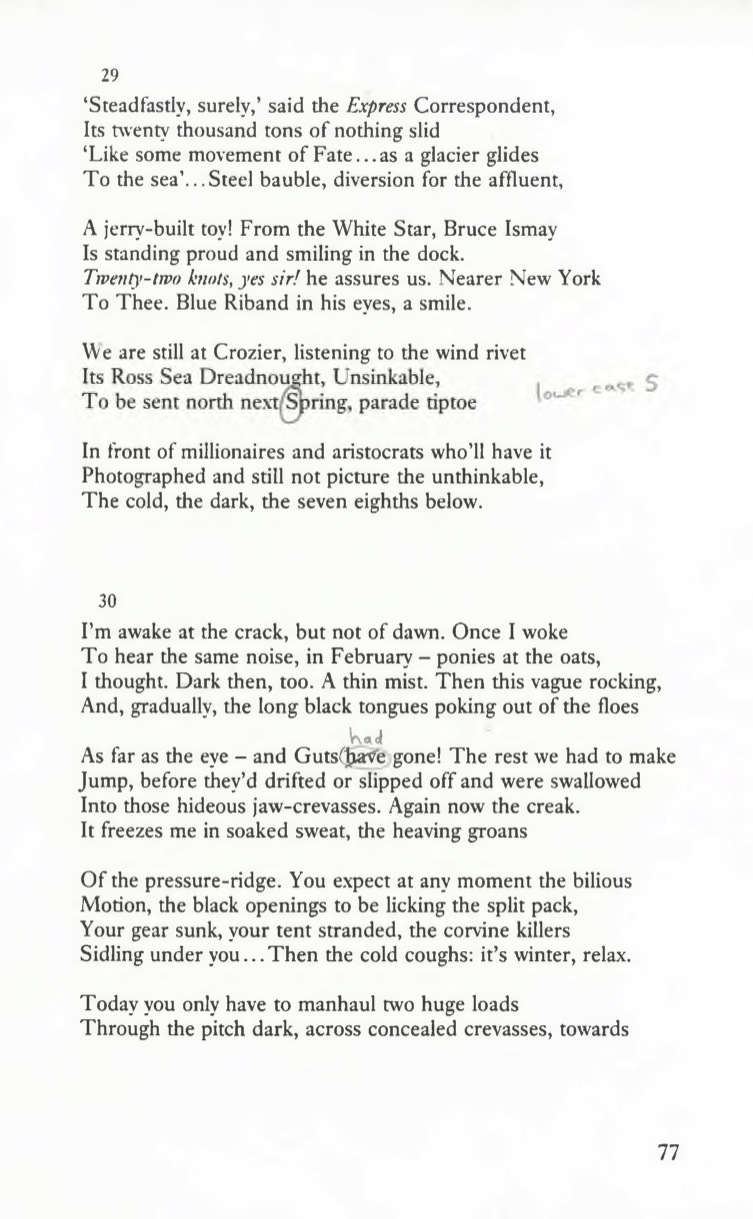 29
‘Steadfastly, surely,’ said the Express Correspondent,
Its twenty thousand tons of nothing slid
‘Like some movement of Fate...as a glacier glides
To the sea’...Steel bauble, diversion for the affluent,
A jerry-built toy! From the White Star, Bruce Ismay
Is standing proud and smiling in the dock.
Twenty-two knots, yes sir! he assures us. Nearer New York
To Thee. Blue Riband in his eyes, a smile.
We are still at Crozier, listening to the wind rivet
Its Ross Sea Dreadnought, Unsinkable,
To be sent north next Spring, parade tiptoe
lower case S
In front of millionaires and aristocrats who’ll have it
Photographed and still not picture the unthinkable,
The cold, the dark, the seven eighths below.
30
I’m awake at the crack, but not of dawn. Once I woke
To hear the same noise, in February – ponies at the oats,
I thought. Dark then, too. A thin mist. Then this vague rocking,
And, gradually, the long black tongues poking out of the floes
had
As far as the eye – and Guts have gone! The rest we had to make
Jump, before they’d drifted or slipped off and were swallowed
Into those hideous jaw-crevasses. Again now the creak.
It freezes me in soaked sweat, the heaving groans
Of the pressure-ridge. You expect at any moment the bilious
Motion, the black openings to be licking the split pack,
Your gear sunk, your tent stranded, the corvine killers
Sidling under you...Then the cold coughs: it’s winter, relax.
Today you only have to manhaul two huge loads
Through the pitch dark, across concealed crevasses, towards
77